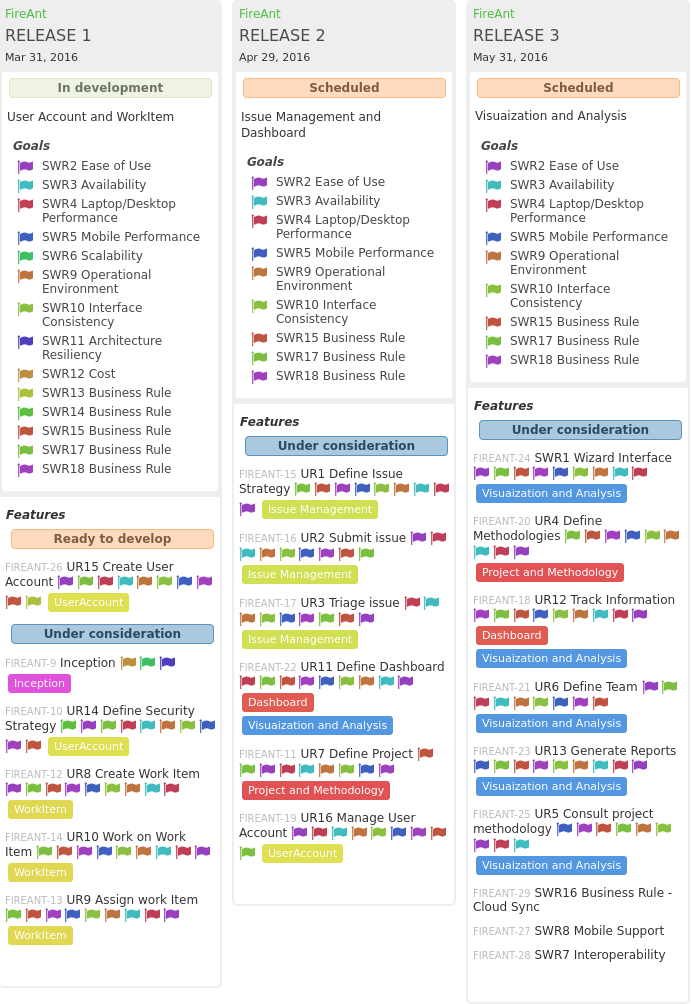 FireAnt
RELEASE 1
Mar 31, 2016
In development
User Account and WorkItem
Goals
SWR2 Ease of Use
SWR3 Availability
SWR4 Laptop/Desktop
Performance
SWR5 Mobile Performance
SWR6 Scalability
SWR9 Operational
Environment
SWR10 Interface
Consistency
SWR11 Architecture
Resiliency
SWR12 Cost
SWR13 Business Rule
SWR14 Business Rule
SWR15 Business Rule
SWR17 Business Rule
SWR18 Business Rule
Features
Ready to develop
FIREANT-26 UR15 Create User
Account
UserAccount
Under consideration
FIREANT-9 Inception
Inception
FIREANT-10 UR14 Define Security
Strategy
UserAccount
FIREANT-12 UR8 Create Work Item
WorkItem
FIREANT-14 UR10 Work on Work
Item
WorkItem
FIREANT-13 UR9 Assign work Item
WorkItem
FireAnt
RELEASE 2
Apr 29, 2016
Scheduled
Issue Management and
Dashboard
Goals
SWR2 Ease of Use
SWR3 Availability
SWR4 Laptop/Desktop
Performance
SWR5 Mobile Performance
SWR9 Operational
Environment
SWR10 Interface
Consistency
SWR15 Business Rule
SWR17 Business Rule
SWR18 Business Rule
Features
Under consideration
FIREANT-15 UR1 Define Issue
Strategy
Issue Management
FIREANT-16 UR2 Submit issue
Issue Management
FIREANT-17 UR3 Triage issue
Issue Management
FIREANT-22 UR11 Define Dashboard
Dashboard
Visuaization and Analysis
FIREANT-11 UR7 Define Project
Project and Methodology
FIREANT-19 UR16 Manage User
Account
UserAccount
FireAnt
RELEASE 3
May 31, 2016
Scheduled
Visuaization and Analysis
Goals
SWR2 Ease of Use
SWR3 Availability
SWR4 Laptop/Desktop
Performance
SWR5 Mobile Performance
SWR9 Operational
Environment
SWR10 Interface
Consistency
SWR15 Business Rule
SWR17 Business Rule
SWR18 Business Rule
Features
Under consideration
FIREANT-24 SWR1 Wizard Interface
Visuaization and Analysis
FIREANT-20 UR4 Define
Methodologies
Project and Methodology
FIREANT-18 UR12 Track Information
Dashboard
Visuaization and Analysis
FIREANT-21 UR6 Define Team
Visuaization and Analysis
FIREANT-23 UR13 Generate Reports
Visuaization and Analysis
FIREANT-25 UR5 Consult project
methodology
Visuaization and Analysis
FIREANT-29 SWR16 Business Rule -
Cloud Sync
FIREANT-27 SWR8 Mobile Support
FIREANT-28 SWR7 Interoperability